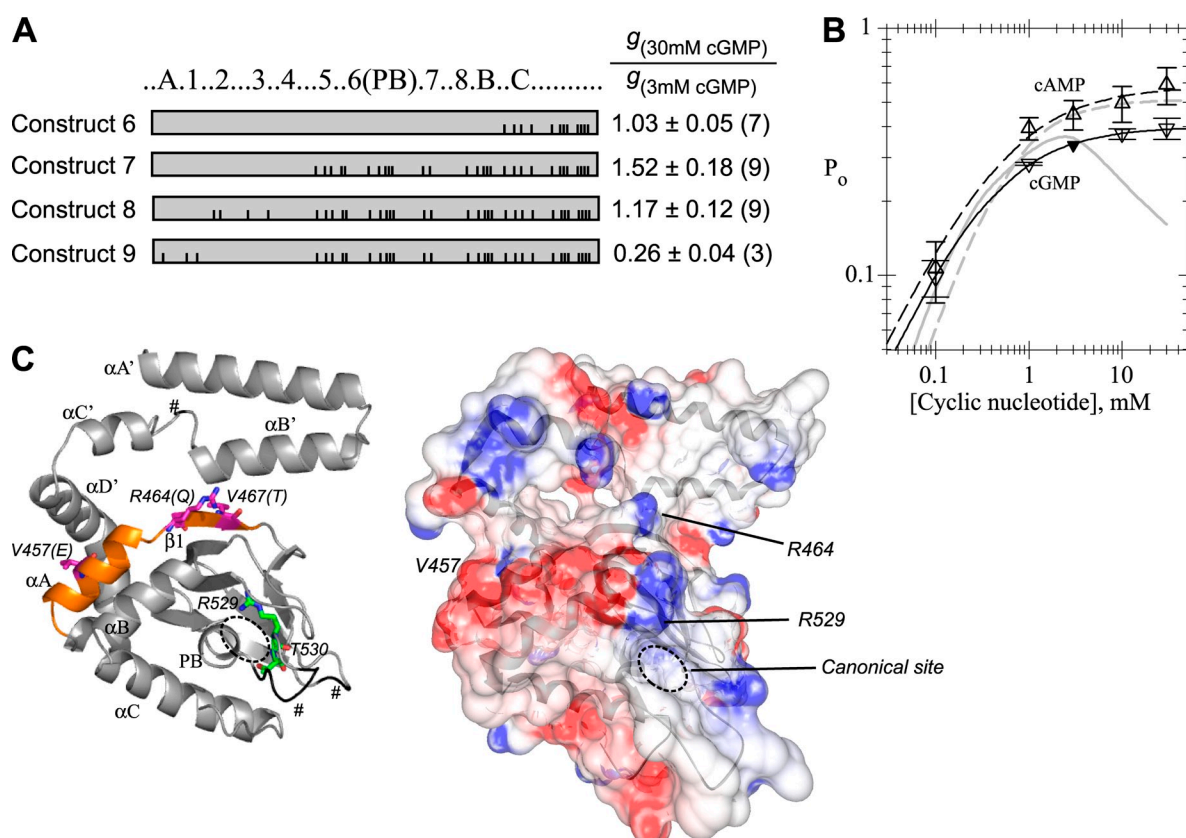 A
g(30mM cGMP)
g(3mM cGMP)
..A.1..2...3..4....5..6(PB).7..8.B..C..........
Construct 6
1.03 ± 0.05 (7)
Construct 7
1.52 ± 0.18 (9)
Construct 8
1.17 ± 0.12 (9)
Construct 9
0.26 ± 0.04 (3)
B
1
cAMP
Po
cGMP
0.1
0.1 1 10
[Cyclic nucleotide], mM
C
αA'
αC'
#
αB'
αD'
R464(Q)
V467(T)
V457(E)
β1
αA
R529
αB
T530
PB
#
#
αC
R464
V457
R529
Canonical site